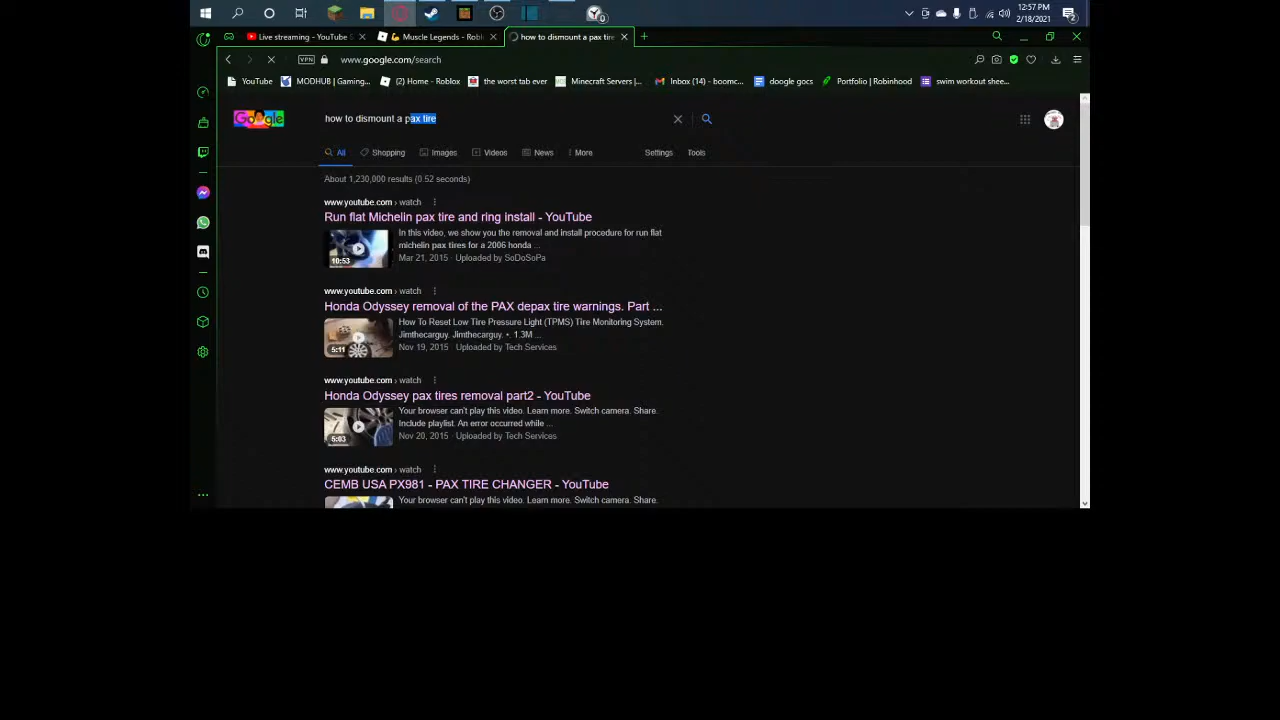 12:57 PM
2/18/2021
Live streaming - YouTube S
Muscle Legends - Robl
how to dismount a pax tire
VPN
www.google.com/search
YouTube
MODHUB | Gaming...
(2) Home - Roblox
the worst tab ever
Minecraft Servers |...
Inbox (14) - boomc...
doogle gocs
Portfolio | Robinhood
swim workout shee...
Google
how to dismount a pax tire
All
Shopping
Images
Videos
News
More
Settings
Tools
About 1,230,000 results (0.52 seconds)
www.youtube.com › watch
Run flat Michelin pax tire and ring install - YouTube
In this video, we show you the removal and install procedure for run flat
michelin pax tires for a 2006 honda ...
10:53
Mar 21, 2015 · Uploaded by SoDoSoPa
www.youtube.com › watch
Honda Odyssey removal of the PAX depax tire warnings. Part ...
How To Reset Low Tire Pressure Light (TPMS) Tire Monitoring System.
Jimthecarguy. Jimthecarguy. •. 1.3M ...
5:11
Nov 19, 2015 · Uploaded by Tech Services
www.youtube.com › watch
Honda Odyssey pax tires removal part2 - YouTube
Your browser can't play this video. Learn more. Switch camera. Share.
Include playlist. An error occurred while ...
5:03
Nov 20, 2015 · Uploaded by Tech Services
www.youtube.com › watch
CEMB USA PX981 - PAX TIRE CHANGER - YouTube
Your browser can't play this video. Learn more. Switch camera. Share.